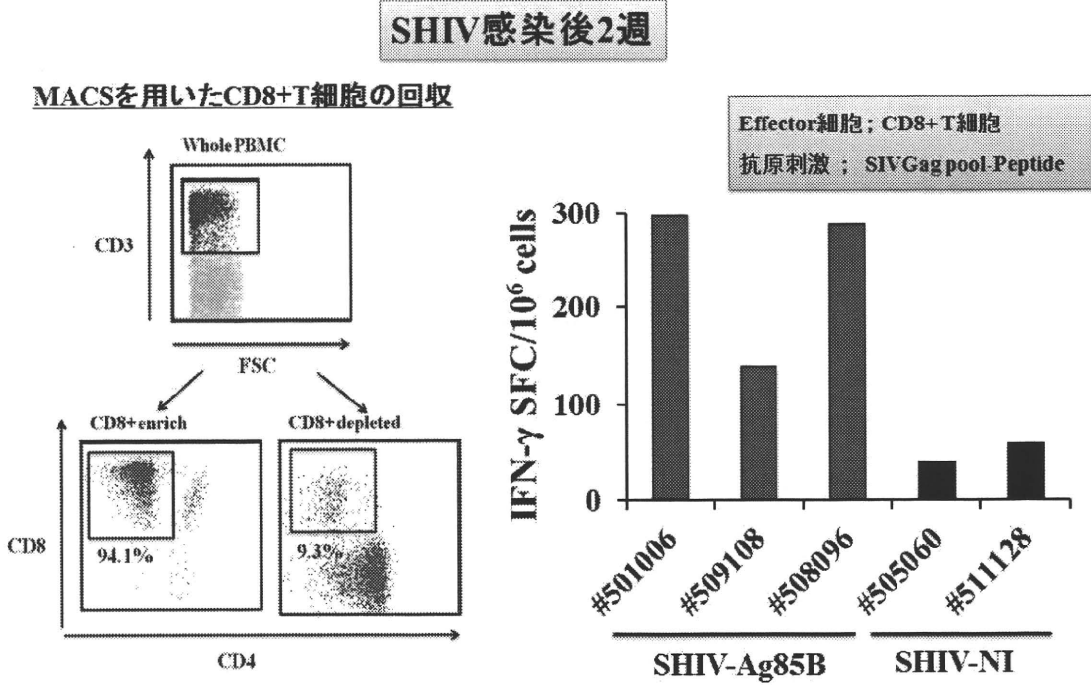 SHIV感染後2週
MACSを用いたCD8+T細胞の回収
Whole PBMC
CD3
FSC
CD8+enrich
CD8+depleted
CD8
94.1%
9.3%
CD4
Effector細胞 ; CD8+ T細胞
抗原刺激 ; SIVGag pool-Peptide
IFN-γ SFC/10⁶ cells
300
200
100
0
#501006
#509108
#508096
#505060
#511128
SHIV-Ag85B
SHIV-NI